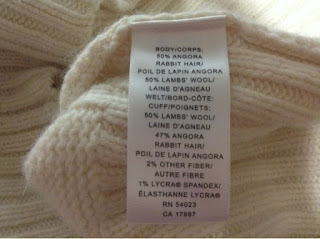 BODY/CORPS:
50% ANGORA
RABBIT HAIR/
POIL DE LAPIN ANGORA
50% LAMBS' WOOL/
LAINE D'AGNEAU
WELT/BORD-CÔTE:
CUFF/POIGNETS:
50% LAMBS' WOOL/
LAINE D'AGNEAU
47% ANGORA
RABBIT HAIR/
POIL DE LAPIN ANGORA
2% OTHER FIBER/
AUTRE FIBRE
1% LYCRA® SPANDEX/
ÉLASTHANNE LYCRA®
RN 54023
CA 17897